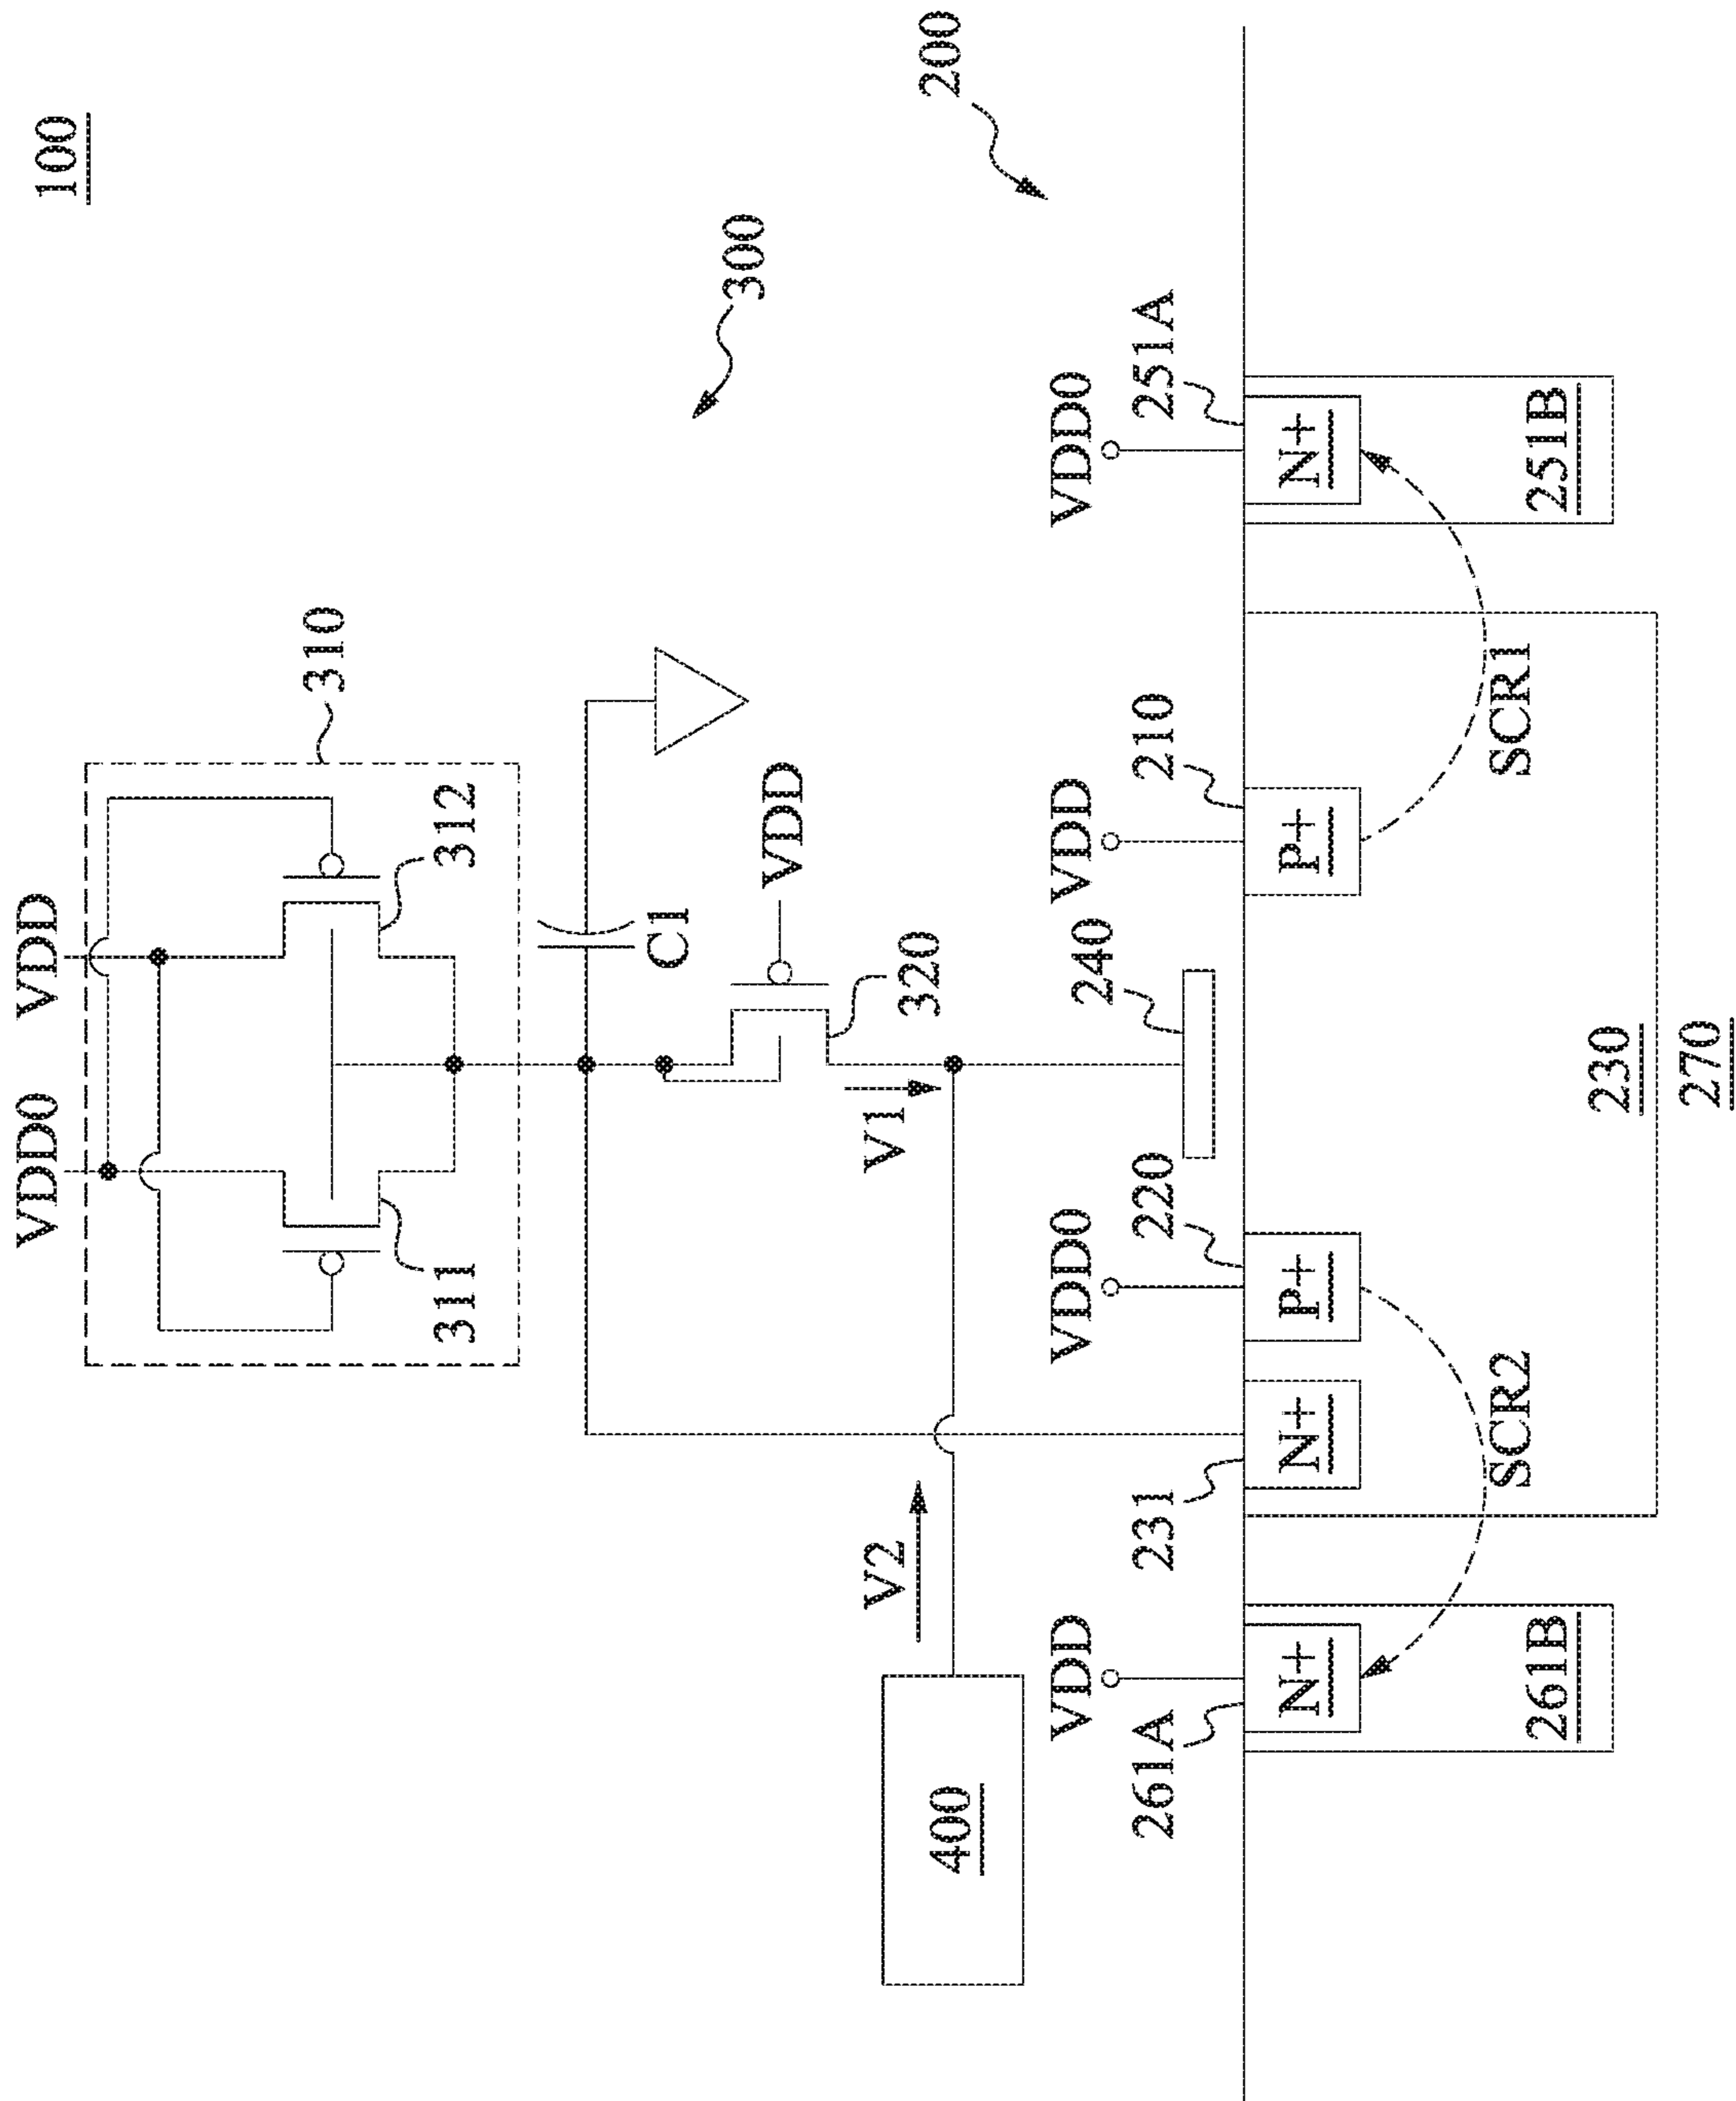 100
VDD0
VDD
310
311
312
C1
300
VDD
V2
V1
320
200
400
VDD
VDD0
240
VDD
VDD0
261A
231
220
210
251A
N+
N+
P+
P+
N+
SCR2
SCR1
261B
251B
230
270